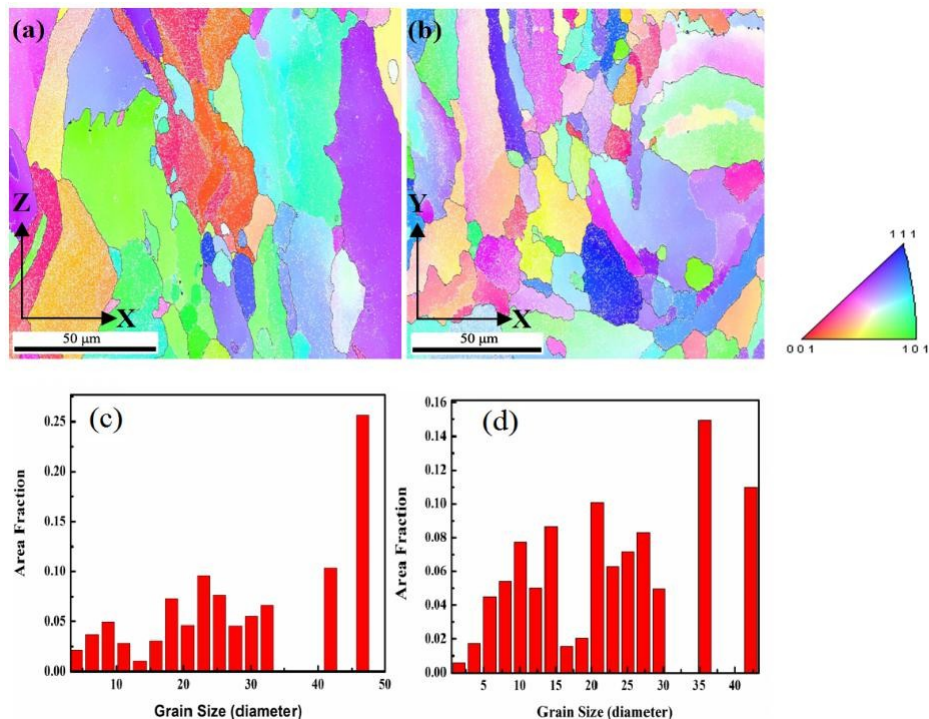 (a)
Z
X
50 μm
(b)
Y
X
50 μm
1 1 1
0 0 1
1 0 1
(c)
0.25
0.20
0.15
0.10
0.05
0.00
Area Fraction
10
20
30
40
50
Grain Size (diameter)
(d)
0.16
0.14
0.12
0.10
0.08
0.06
0.04
0.02
0.00
Area Fraction
5
10
15
20
25
30
35
40
Grain Size (diameter)